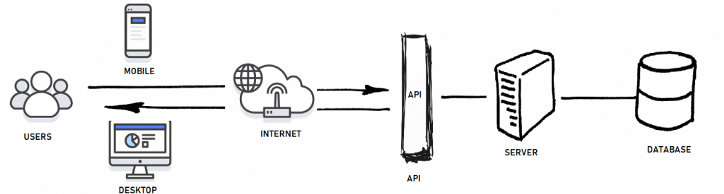 MOBILE
USERS
DESKTOP
INTERNET
API
API
SERVER
DATABASE